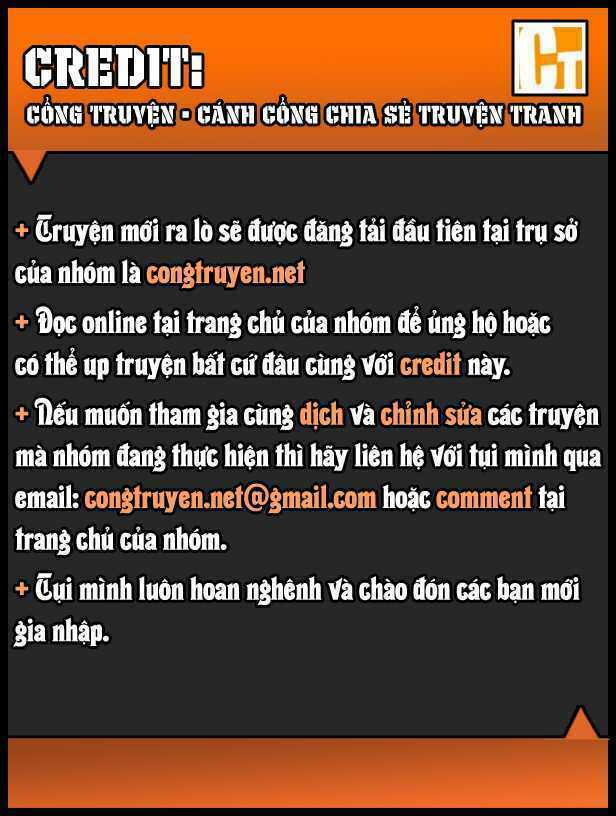 CREDIT:
CT
CỔNG TRUYỆN - CÁNH CỔNG CHIA SẺ TRUYỆN TRANH
+ Truyện mới ra lò sẽ được đăng tải đầu tiên tại trụ sở
của nhóm là congtruyen.net
+ Đọc online tại trang chủ của nhóm để ủng hộ hoặc
có thể up truyện bất cứ đâu cùng với credit này.
+ Nếu muốn tham gia cùng dịch và chỉnh sửa các truyện
mà nhóm đang thực hiện thì hãy liên hệ với tụi mình qua
email: congtruyen.net@gmail.com hoặc comment tại
trang chủ của nhóm.
+ Tụi mình luôn hoan nghênh và chào đón các bạn mới
gia nhập.